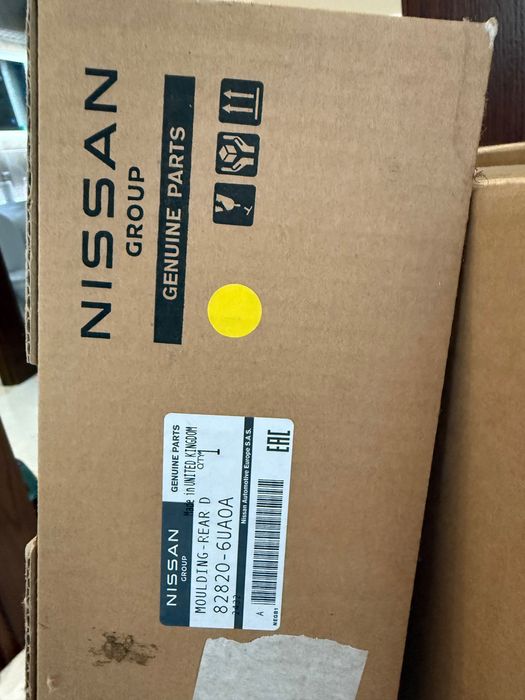 NISSAN
GROUP
GENUINE PARTS
NISSAN
GROUP
GENUINE PARTS
Made in UNITED KINGDOM
QTY 1
MOULDING-REAR D
82820-6UA0A
A
NEGB1
Nissan Automotive Europe S.A.S.
EAC